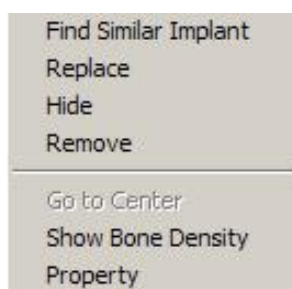 Find Similar Implant
Replace
Hide
Remove
Go to Center
Show Bone Density
Property